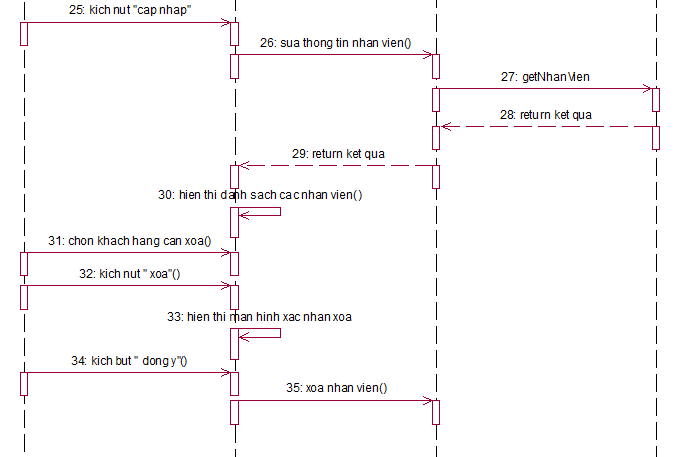 25: kich nut "cap nhap"
26: sua thong tin nhan vien()
27: getNhanVien
28: return ket qua
29: return ket qua
30: hien thi danh sach cac nhan vien()
31: chon khach hang can xoa()
32: kich nut " xoa"()
33: hien thi man hinh xac nhan xoa
34: kich but " dong y"()
35: xoa nhan vien()